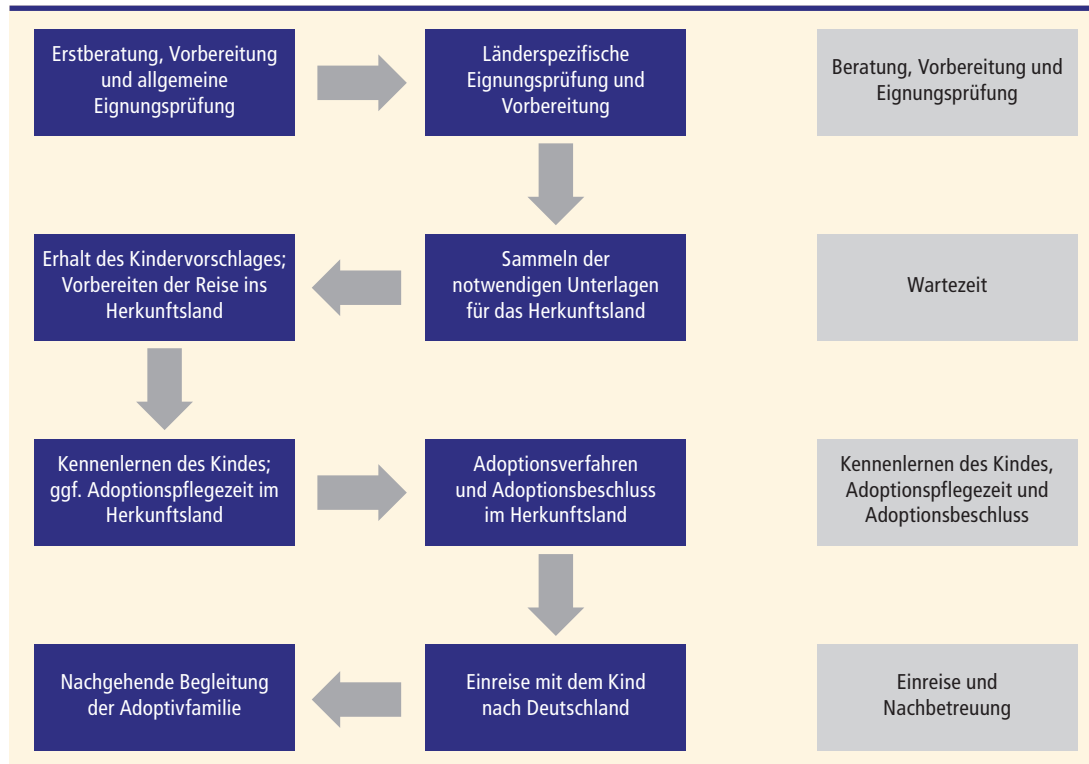 Erstberatung, Vorbereitung
und allgemeine
Eignungsprüfung
Länderspezifische
Eignungsprüfung und
Vorbereitung
Beratung, Vorbereitung und
Eignungsprüfung
Erhalt des Kindervorschlages;
Vorbereiten der Reise ins
Herkunftsland
Sammeln der
notwendigen Unterlagen
für das Herkunftsland
Wartezeit
Kennenlernen des Kindes;
ggf. Adoptionspflegezeit im
Herkunftsland
Adoptionsverfahren
und Adoptionsbeschluss
im Herkunftsland
Kennenlernen des Kindes,
Adoptionspflegezeit und
Adoptionsbeschluss
Nachgehende Begleitung
der Adoptivfamilie
Einreise mit dem Kind
nach Deutschland
Einreise und
Nachbetreuung